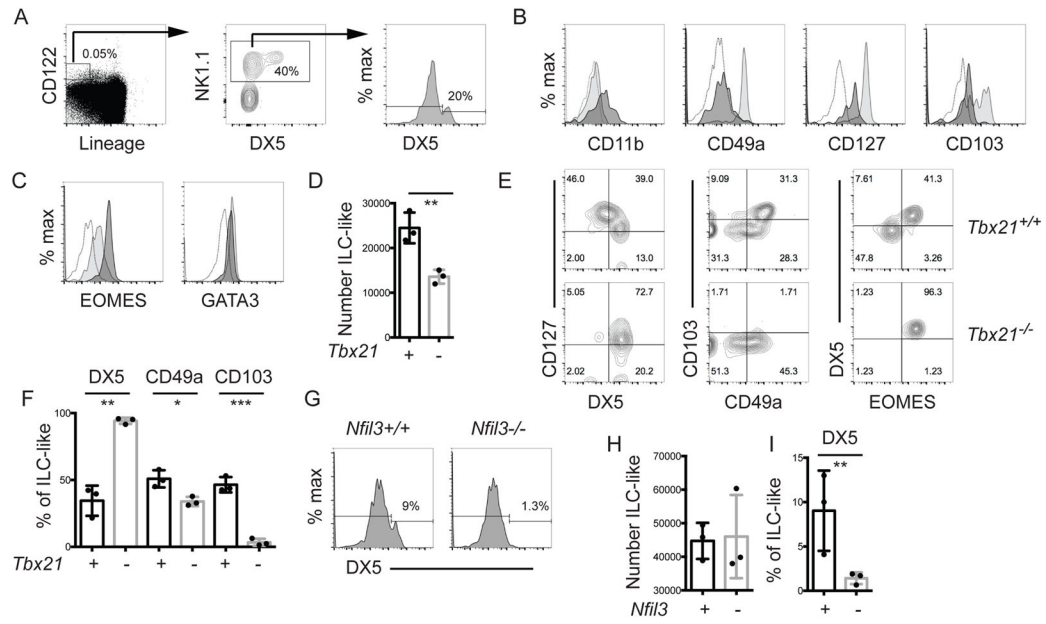 A
CD122
0.05%
Lineage
NK1.1
40%
DX5
% max
20%
DX5
B
% max
CD11b
CD49a
CD127
CD103
C
% max
EOMES
GATA3
D
Number ILC-like
30000
20000
10000
0
**
Tbx21
+
-
E
46.0
39.0
2.00
13.0
9.09
31.3
31.3
28.3
7.61
41.3
47.8
3.26
Tbx21+/+
5.05
72.7
2.02
20.2
1.71
1.71
51.3
45.3
1.23
96.3
1.23
1.23
Tbx21-/-
CD127
DX5
CD103
CD49a
DX5
EOMES
F
% of ILC-like
100
50
0
DX5
CD49a
CD103
**
*
***
Tbx21
+
-
+
-
+
-
G
Nfil3+/+
Nfil3-/-
% max
9%
1.3%
DX5
H
Number ILC-like
70000
60000
50000
40000
30000
Nfil3
+
-
I
DX5
**
% of ILC-like
15
10
5
0
+
-